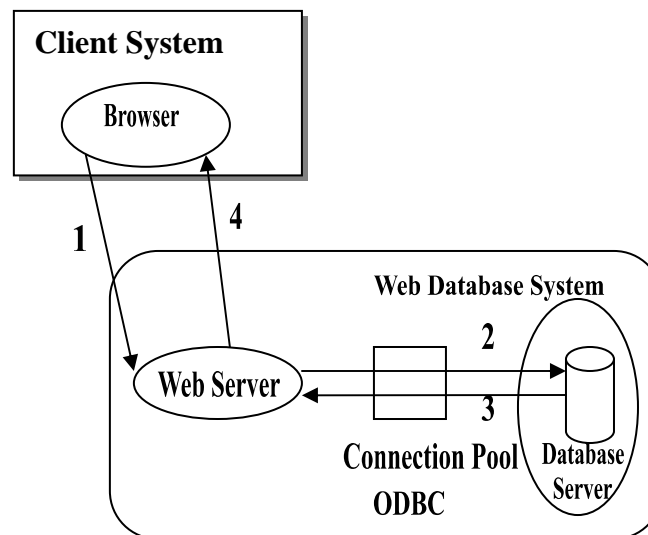 Client System
Browser
1
4
Web Database System
2
Web Server
3
Connection Pool
ODBC
Database
Server